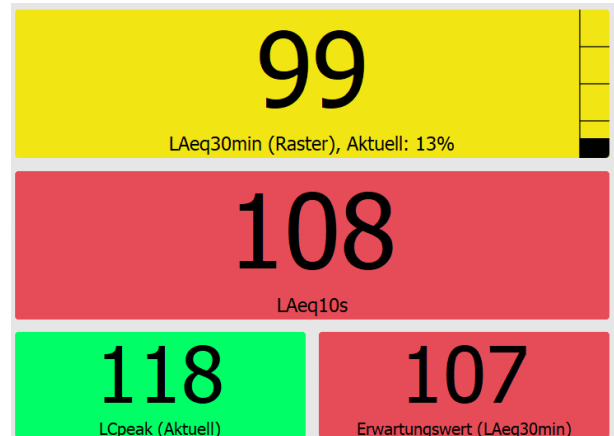 99
LAeq30min (Raster), Aktuell: 13%
108
LAeq10s
118
LCpeak (Aktuell)
107
Erwartungswert (LAeq30min)